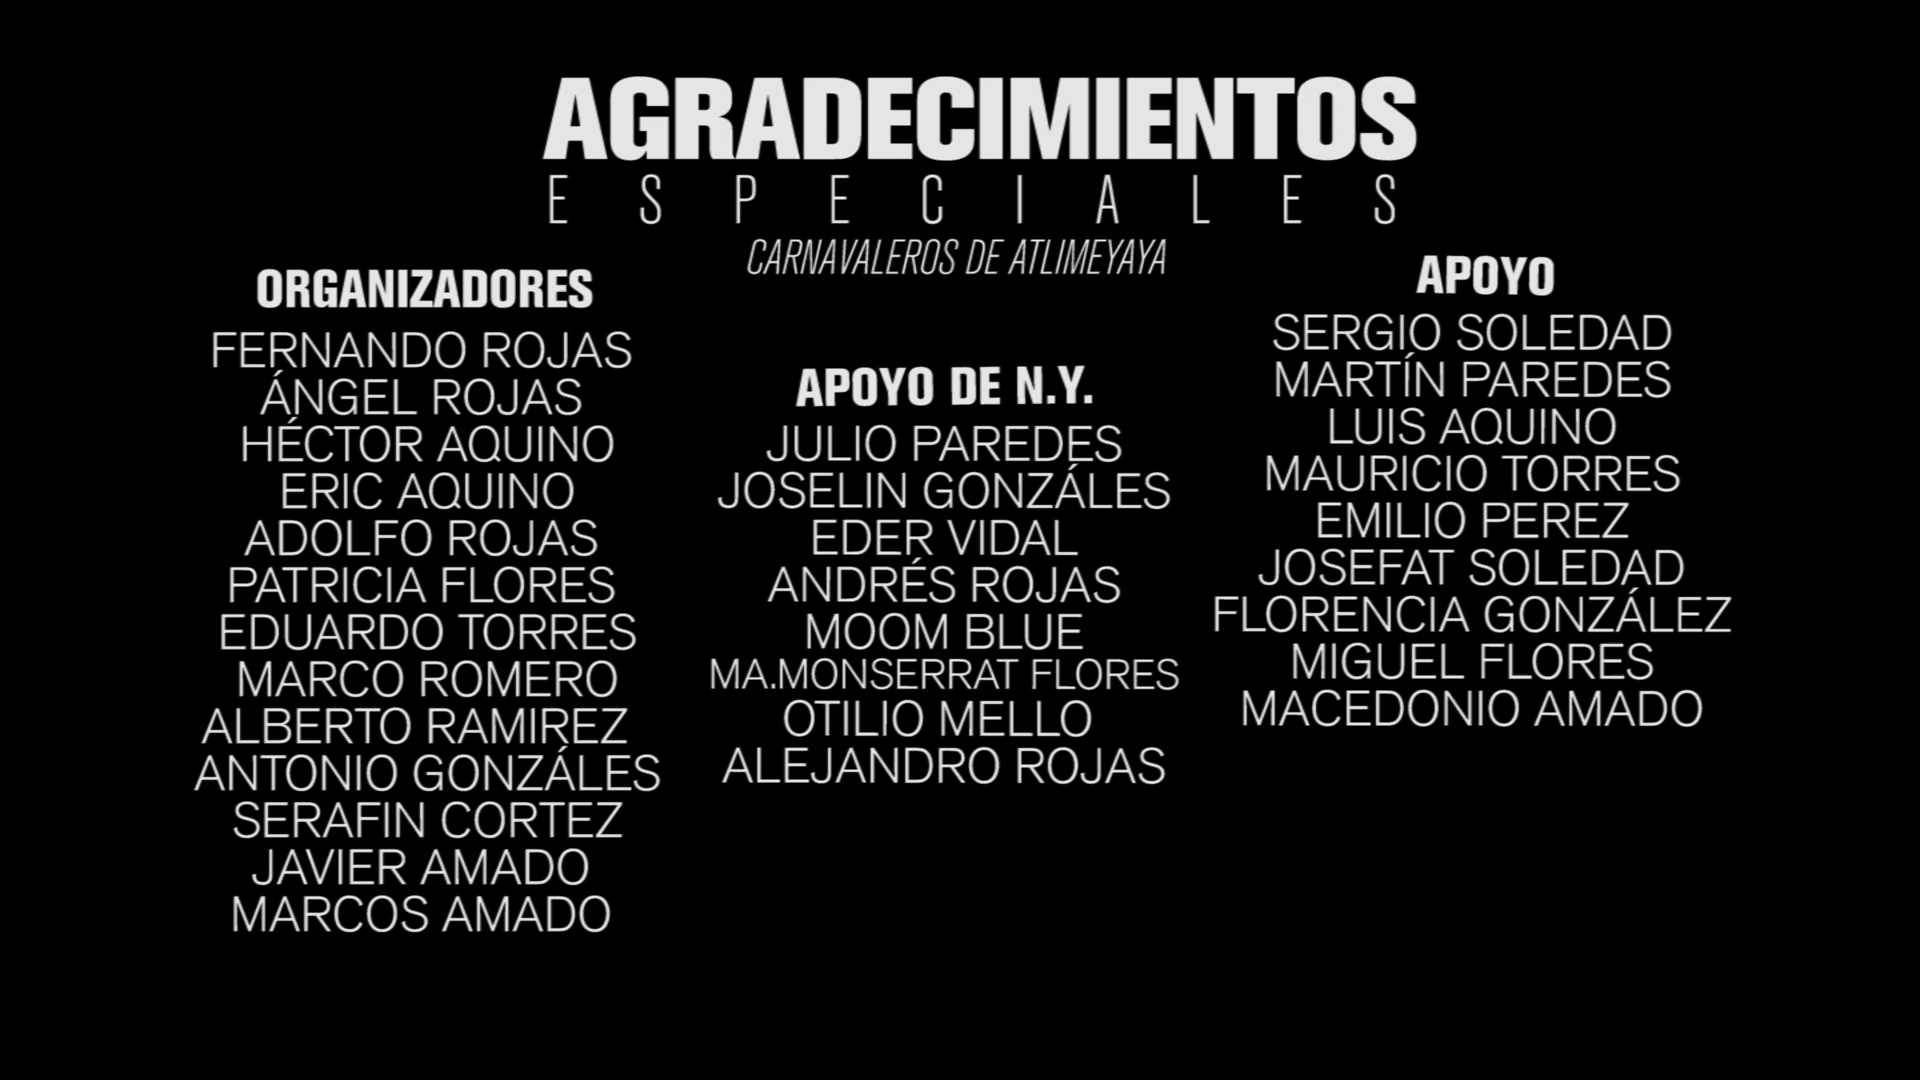 AGRADECIMIENTOS
ESPECIALES
CARNAVALEROS DE ATLIMEYAYA
ORGANIZADORES
FERNANDO ROJAS
ÁNGEL ROJAS
HÉCTOR AQUINO
ERIC AQUINO
ADOLFO ROJAS
PATRICIA FLORES
EDUARDO TORRES
MARCO ROMERO
ALBERTO RAMIREZ
ANTONIO GONZÁLES
SERAFIN CORTEZ
JAVIER AMADO
MARCOS AMADO
APOYO DE N.Y.
JULIO PAREDES
JOSELIN GONZÁLES
EDER VIDAL
ANDRÉS ROJAS
MOOM BLUE
MA.MONSERRAT FLORES
OTILIO MELLO
ALEJANDRO ROJAS
APOYO
SERGIO SOLEDAD
MARTÍN PAREDES
LUIS AQUINO
MAURICIO TORRES
EMILIO PEREZ
JOSEFAT SOLEDAD
FLORENCIA GONZÁLEZ
MIGUEL FLORES
MACEDONIO AMADO